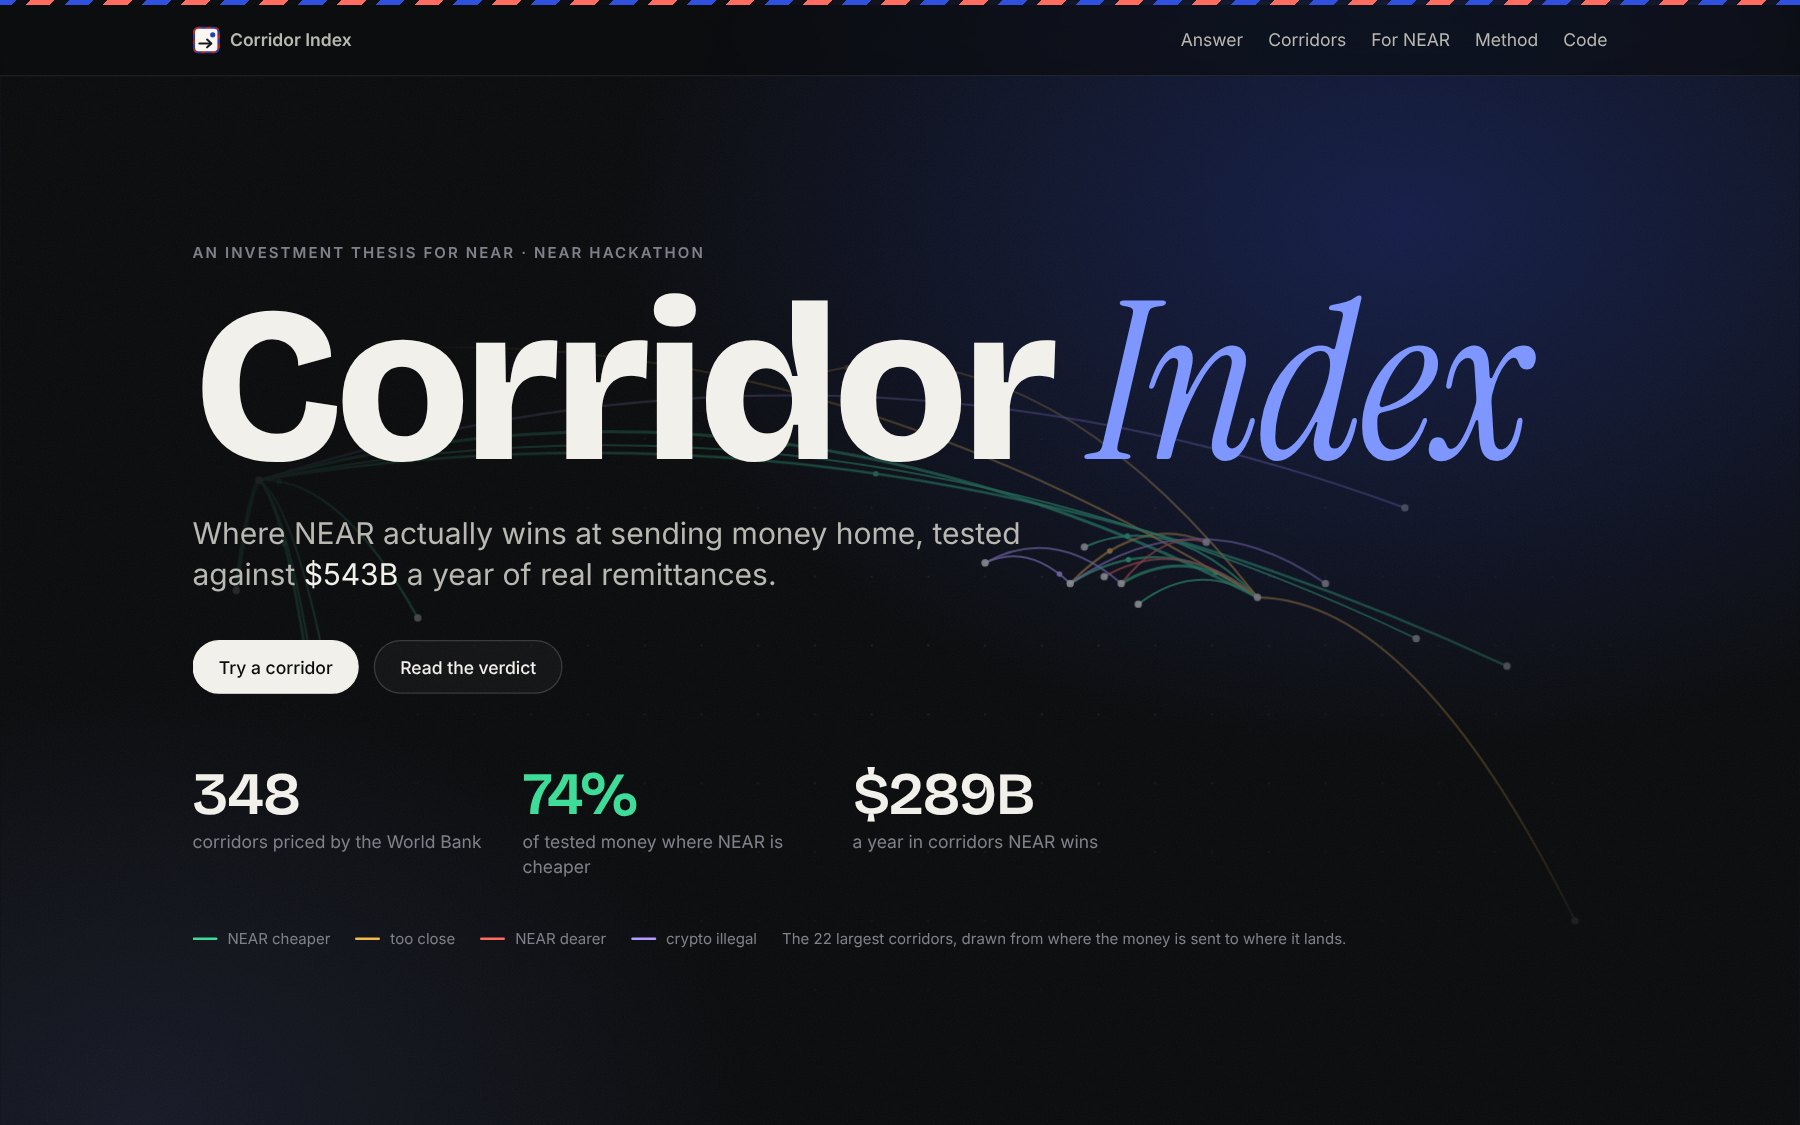 Corridor Index
Answer Corridors For NEAR Method Code
AN INVESTMENT THESIS FOR NEAR · NEAR HACKATHON
Corridor Index
Where NEAR actually wins at sending money home, tested
against $543B a year of real remittances.
Try a corridor Read the verdict
348 74% $289B
corridors priced by the World Bank of tested money where NEAR is a year in corridors NEAR wins
cheaper
NEAR cheaper too close NEAR dearer crypto illegal The 22 largest corridors, drawn from where the money is sent to where it lands.